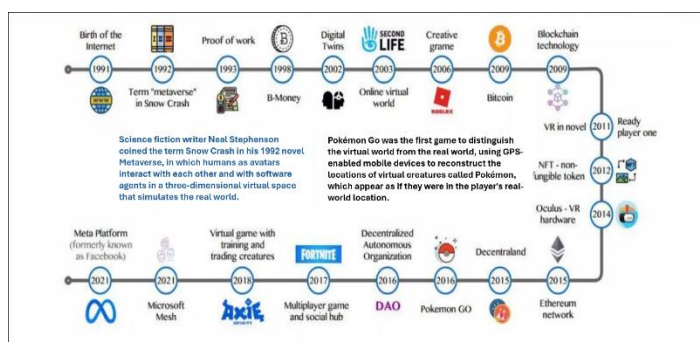 Birth of the
Internet
1991
WWW
1992
Term "metaverse"
in Snow Crash
Proof of work
1993
1998
B-Money
Digital
Twins
2002
SECOND
LIFE
2003
Online virtual
world
Creative
grame
2006
ROBLOX
2009
Bitcoin
Blockchain
technology
2009
VR in novel
2011
Ready
player one
NFT - non-
fungible token
2012
Oculus - VR
hardware
2014
Science fiction writer Neal Stephenson
coined the term Snow Crash in his 1992 novel
Metaverse, in which humans as avatars
interact with each other and with software
agents in a three-dimensional virtual space
that simulates the real world.
Pokémon Go was the first game to distinguish
the virtual world from the real world, using GPS-
enabled mobile devices to reconstruct the
locations of virtual creatures called Pokémon,
which appear as if they were in the player's real-
world location.
Meta Platform
(formerly known
as Facebook)
2021
2021
Microsoft
Mesh
Virtual game with
training and
trading creatures
2018
AXIE
INFINITY
FORTNITE
2017
Multiplayer game
and social hub
Decentralized
Autonomous
Organization
2016
DAO
2016
Pokemon GO
Decentraland
2015
2015
Ethereum
network